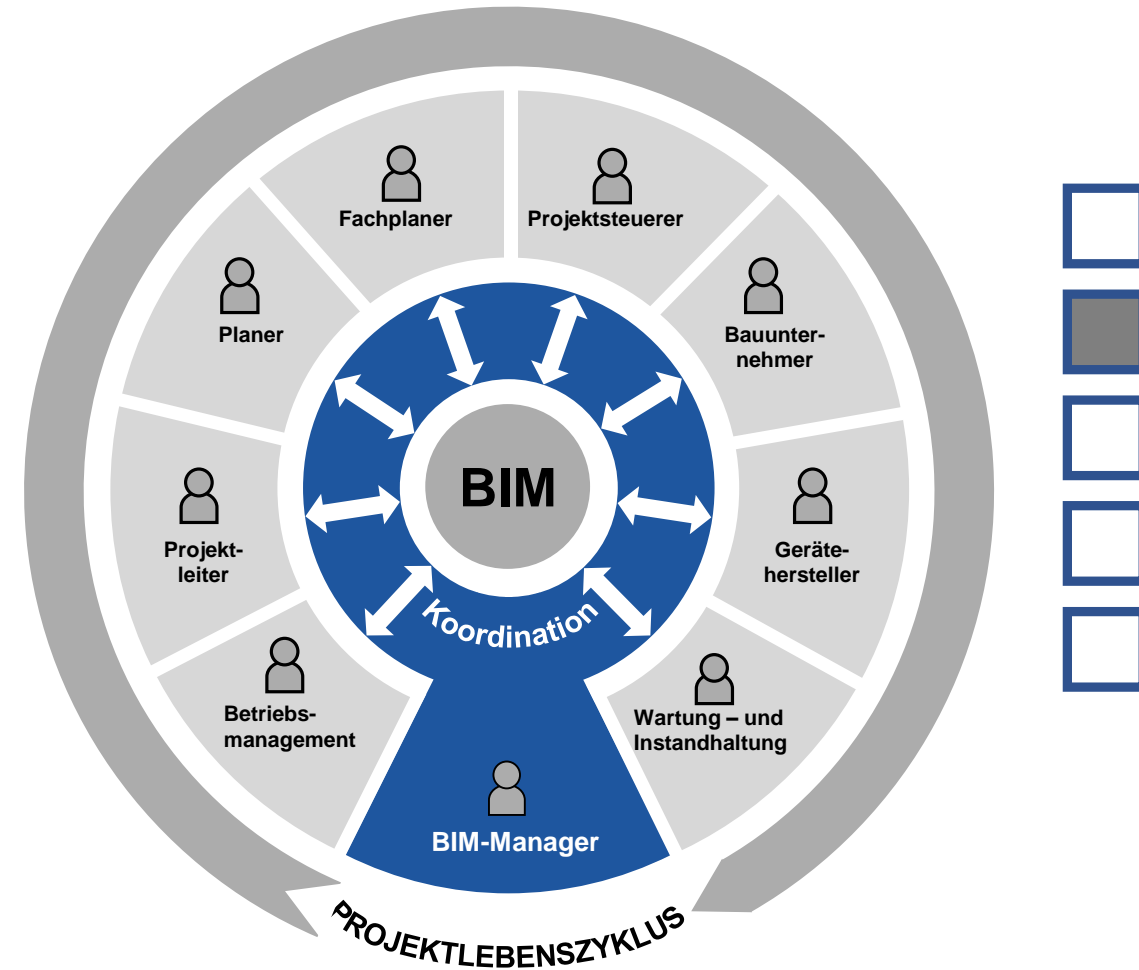 Fachplaner
Projektsteuerer
Planer
Bauunter-
nehmer
BIM
Projekt-
leiter
Geräte-
hersteller
Koordination
Betriebs-
management
Wartung – und
Instandhaltung
BIM-Manager
PROJEKTLEBENSZYKLUS